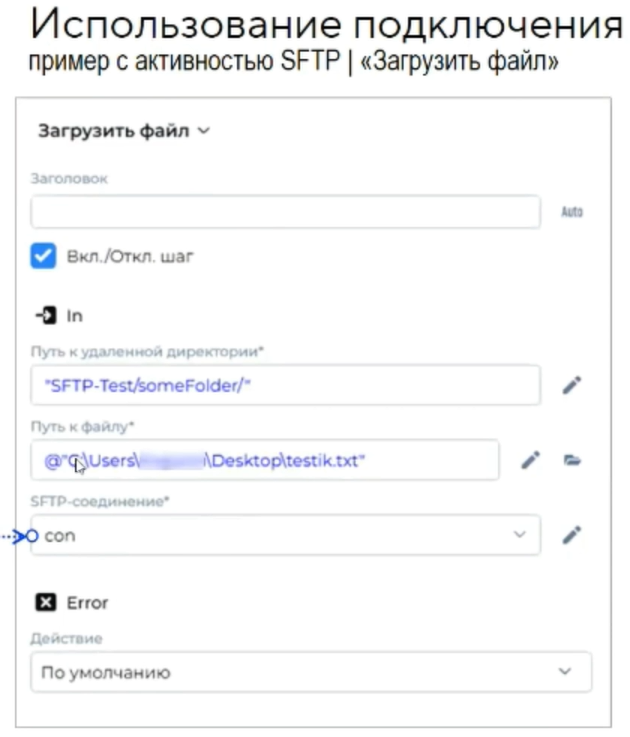 Использование подключения
пример с активностью SFTP | «Загрузить файл»
Загрузить файл
Заголовок
Auto
Вкл./Откл. шаг
In
Путь к удаленной директории*
"SFTP-Test/someFolder/"
Путь к файлу*
@"C:\Users\ \Desktop\testik.txt"
SFTP-соединение*
con
Error
Действие
По умолчанию